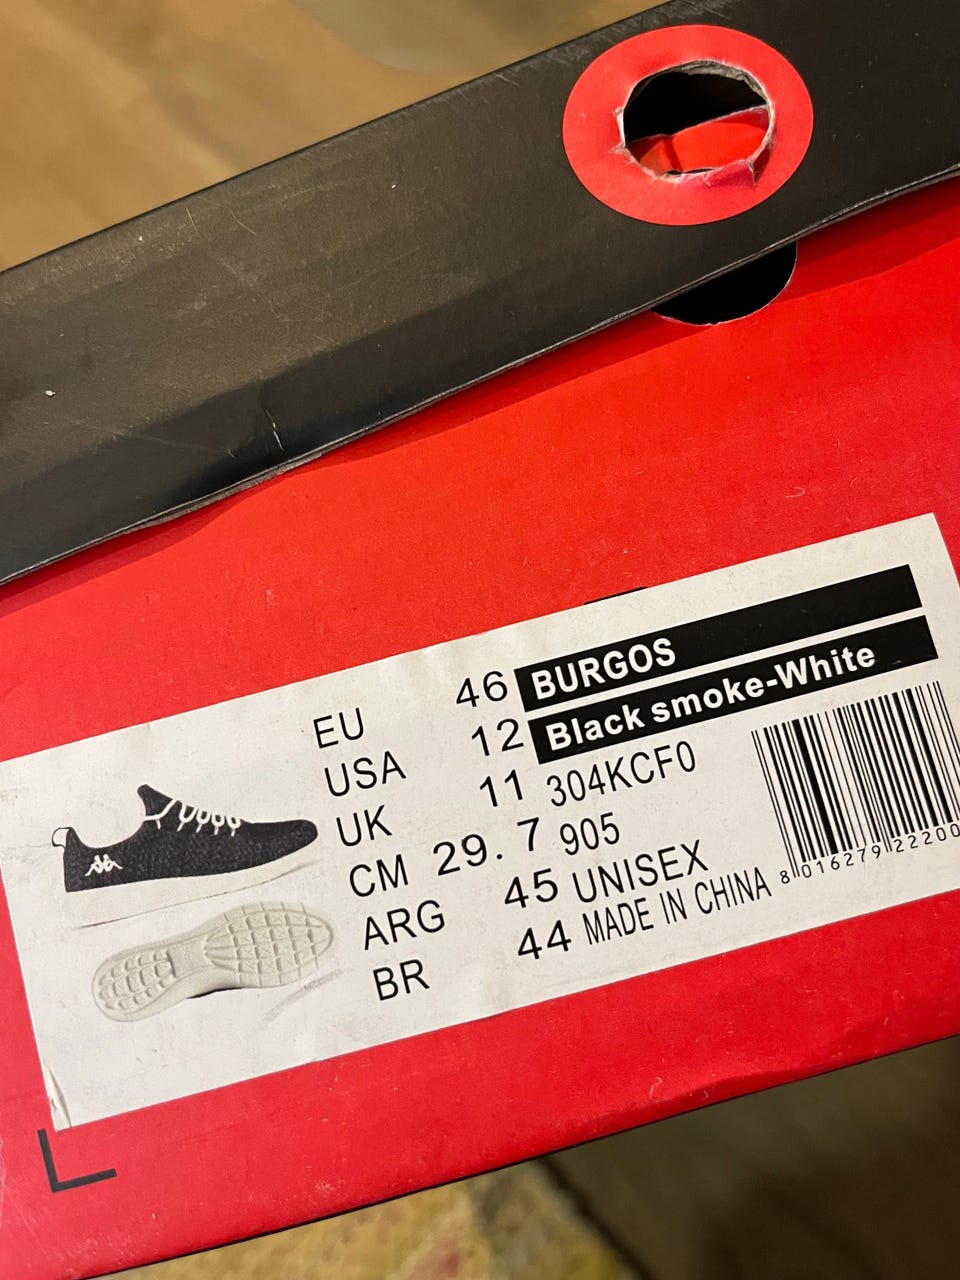 EU 46 BURGOS
USA 12 Black smoke-White
UK 11 304KCF0
CM 29.7 905
ARG 45 UNISEX
BR 44 MADE IN CHINA
8 016279 22200